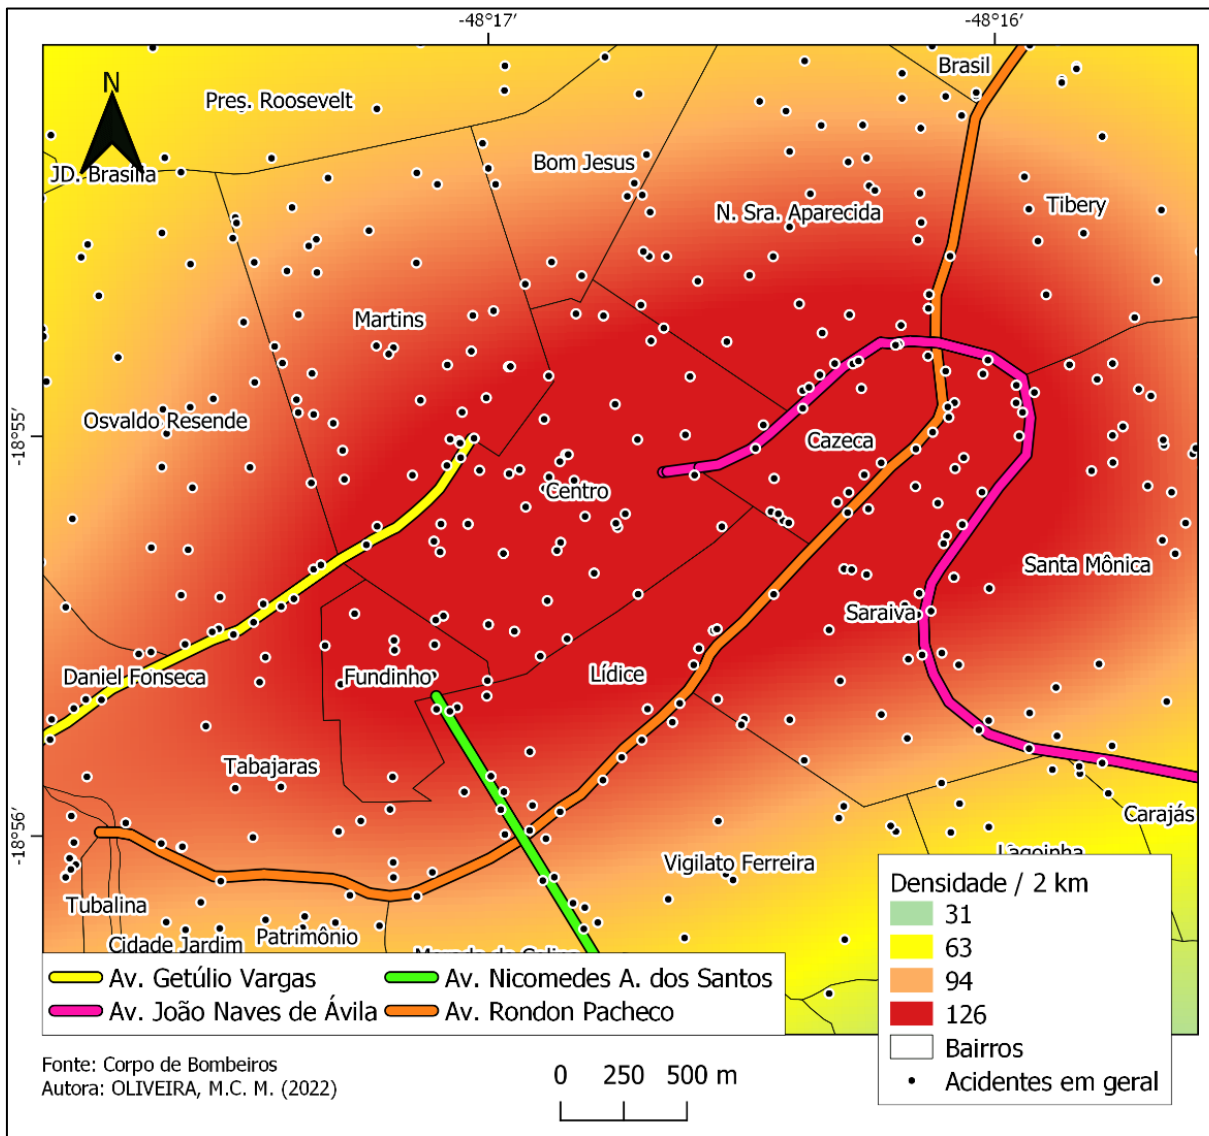 -48°17'
-48°16'
N
Brasil
Pres. Roosevelt
Bom Jesus
JD. Brasília
N. Sra. Aparecida
Tibery
Martins
-18°55'
Osvaldo Resende
Cazeca
Centro
Santa Mônica
Saraiva
Daniel Fonseca
Fundinho
Lídice
Tabajaras
Carajás
-18°56'
Vigilato Ferreira
Lagoinha
Tubalina
Cidade Jardim
Patrimônio
Densidade / 2 km
31
63
94
126
Bairros
Acidentes em geral
Av. Getúlio Vargas
Av. Nicomedes A. dos Santos
Av. João Naves de Ávila
Av. Rondon Pacheco
Fonte: Corpo de Bombeiros
Autora: OLIVEIRA, M.C. M. (2022)
0 250 500 m